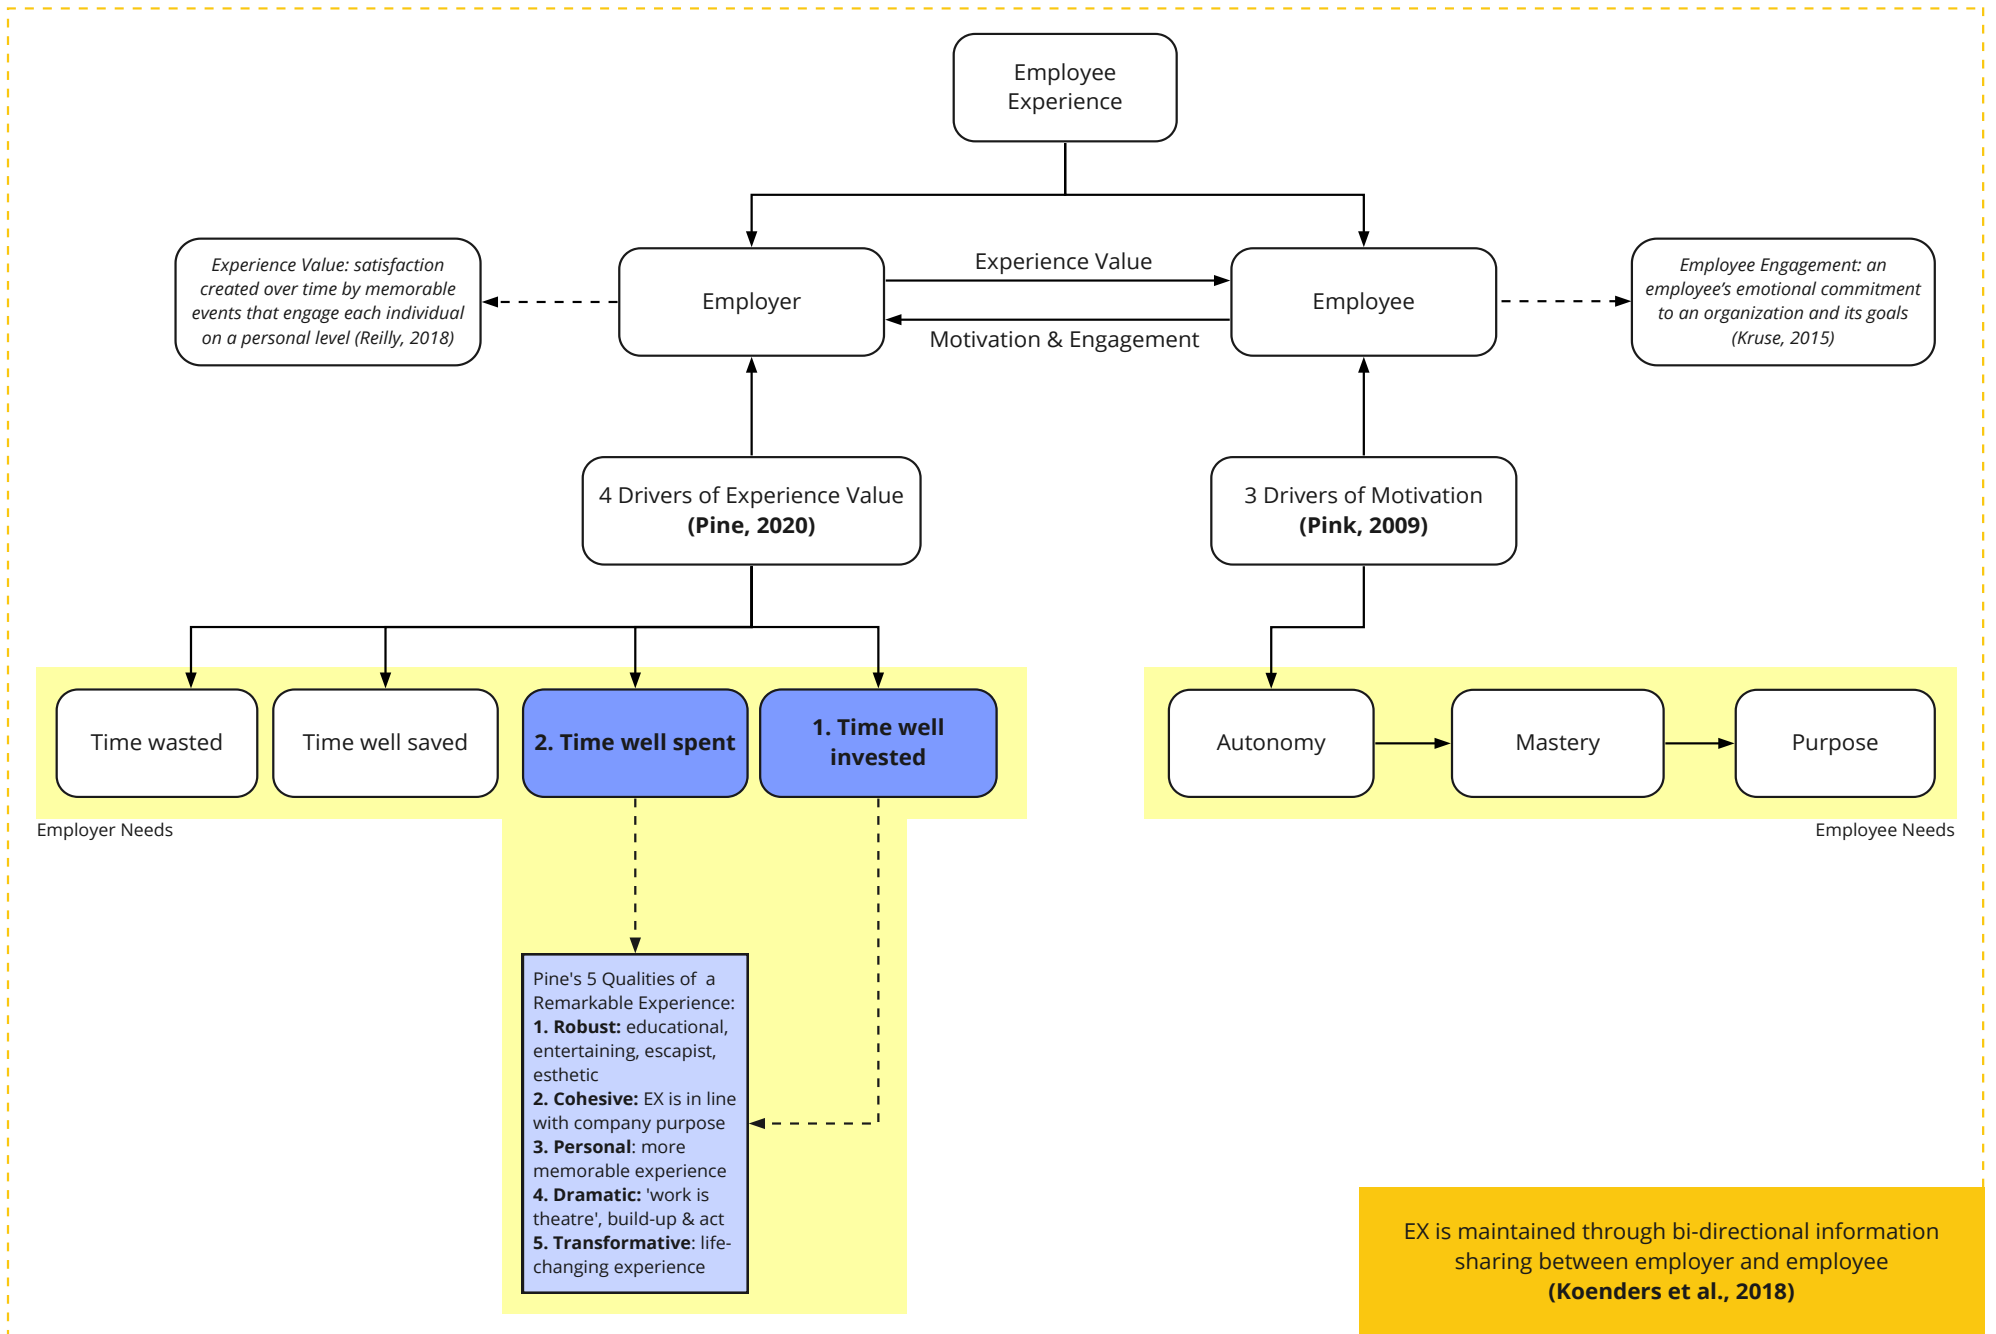 Employee
Experience
Experience Value: satisfaction
created over time by memorable
events that engage each individual
on a personal level (Reilly, 2018)
Employer
Experience Value
Motivation & Engagement
Employee
Employee Engagement: an
employee’s emotional commitment
to an organization and its goals
(Kruse, 2015)
4 Drivers of Experience Value
(Pine, 2020)
3 Drivers of Motivation
(Pink, 2009)
Time wasted
Time well saved
2. Time well spent
1. Time well
invested
Autonomy
Mastery
Purpose
Employer Needs
Employee Needs
Pine's 5 Qualities of  a
Remarkable Experience:
1. Robust: educational,
entertaining, escapist,
esthetic
2. Cohesive: EX is in line
with company purpose
3. Personal: more
memorable experience
4. Dramatic: 'work is
theatre', build-up & act
5. Transformative: life-
changing experience
EX is maintained through bi-directional information
sharing between employer and employee
(Koenders et al., 2018)